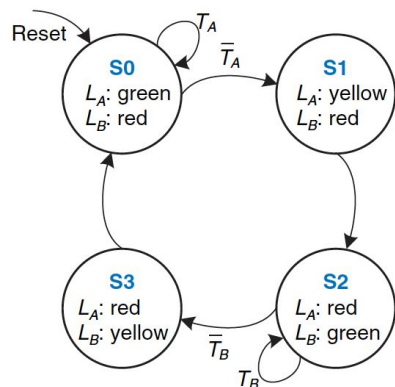 Reset
T_A
S0
L_A: green
L_B: red
T̅_A
S1
L_A: yellow
L_B: red
S3
L_A: red
L_B: yellow
T̅_B
S2
L_A: red
L_B: green
T_B